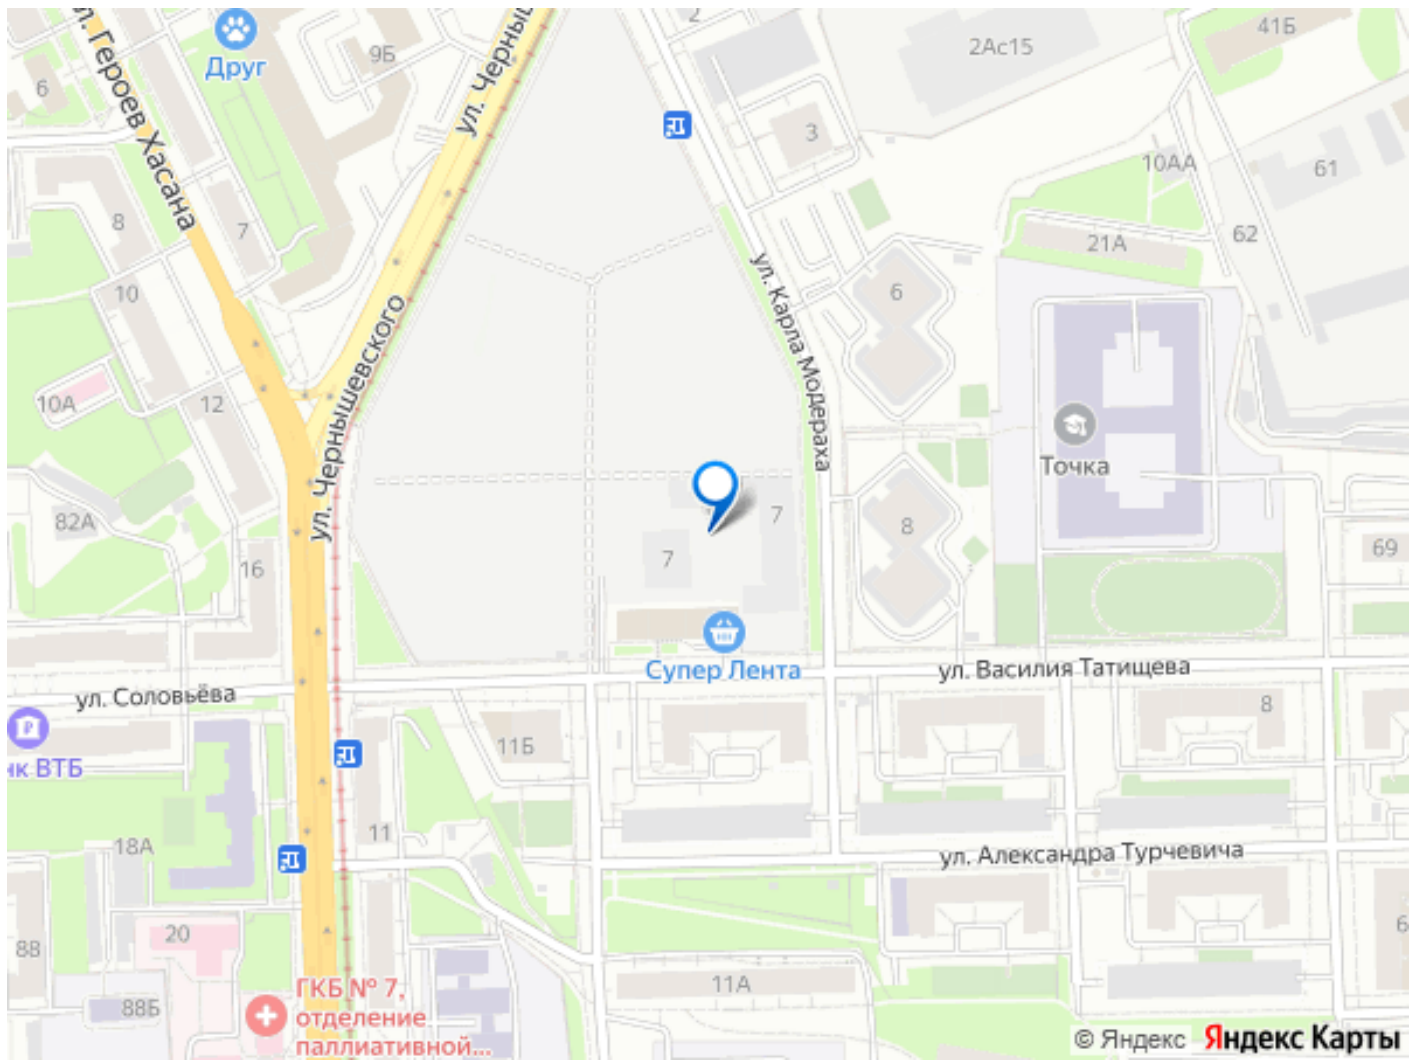 2
2Ас15
41Б
ул. Героев Хасана
Друг
9Б
ул. Черныш
6
3
10АА
61
8
7
62
21А
ул. Карла Модераха
10
6
ул. Чернышевского
10А
12
Точка
82А
7
7
8
69
16
Супер Лента
ул. Василия Татищева
ул. Соловьёва
8
нк ВТБ
11Б
11
18А
ул. Александра Турчевича
20
88
6
11А
88Б
ГКБ № 7,
отделение
паллиативной...
© Яндекс Яндекс Карты